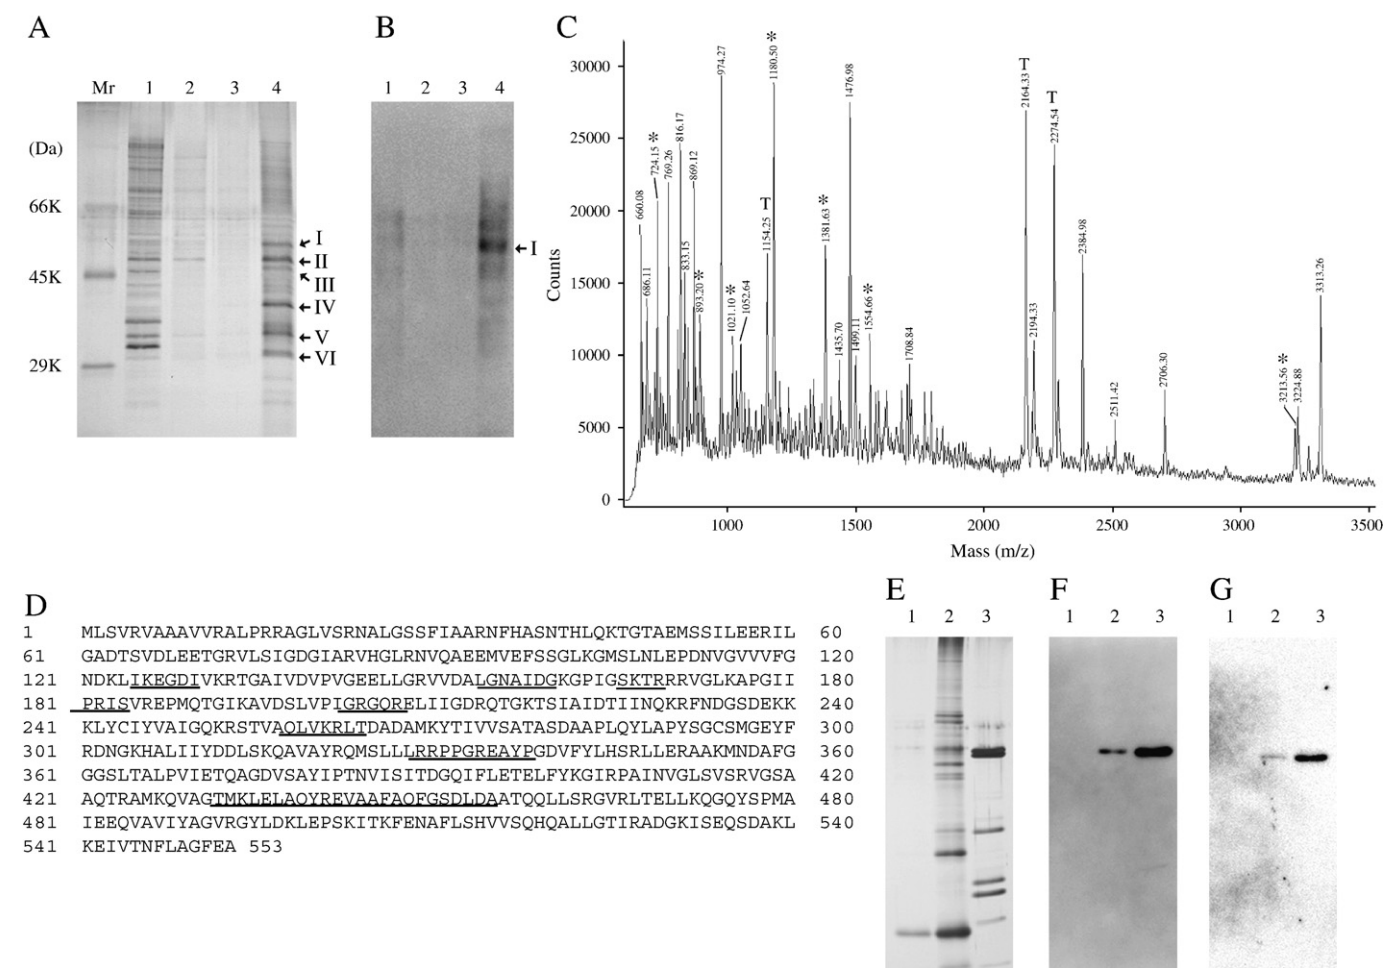 A
B
C
Mr 1 2 3 4
(Da)
66K
45K
29K
I
II
III
IV
V
VI
1 2 3 4
I
Counts
30000
25000
20000
15000
10000
5000
0
660.08
686.11
724.15 *
769.26
816.17
833.15
869.12
893.20 *
974.27
1021.10 *
1052.64
T
1154.25
1180.50 *
1381.63 *
1435.70
1476.98
1499.11
1554.66 *
1708.84
T
2164.33
2194.33
T
2274.54
2384.98
2511.42
2706.30
3213.56 *
3224.88
3313.26
1000 1500 2000 2500 3000 3500
Mass (m/z)
D
1 MLSVRVAAAVVRALPRRAGLVSRNALGSSFIAARNFHASNTHLQKTGTAEMSSILEERIL 60
61 GADTSVDLEETGRVLSIGDGIARVHGLRNVQAEEMVEFSSGLKGMSLNLEPDNVGVVVFG 120
121 NDKLIKEGDIVKRTGAIVDVPVGEELLGRVVDALGNAIDGKGPIGSKTRRRVGLKAPGII 180
181 PRISVREPMQTGIKAVDSLVPIGRGQRELIIGDRQTGKTSIAIDTIINQKRFNDGSDEKK 240
241 KLYCIYVAIGQKRSTVAQLVKRLTDADAMKYTIVVSATASDAAPLQYLAPYSGCSMGEYF 300
301 RDNGKHALIIYDDLSKQAVAYRQMSLLLRRPPGREAYPGDVFYLHSRLLERAAKMNDAFG 360
361 GGSLTALPVIETQAGDVSAYIPTNVISITDGQIFLETELFYKGIRPAINVGLSVSRVGSA 420
421 AQTRAMKQVAGTMKLELAQYREVAAFAQFGSDLDAATQQLLSRGVRLTELLKQGQYSPMA 480
481 IEEQVAVIYAGVRGYLDKLEPSKITKFENAFLSHVVSQHQALLGTIRADGKISEQSDAKL 540
541 KEIVTNFLAGFEA 553
E
1 2 3
F
1 2 3
G
1 2 3